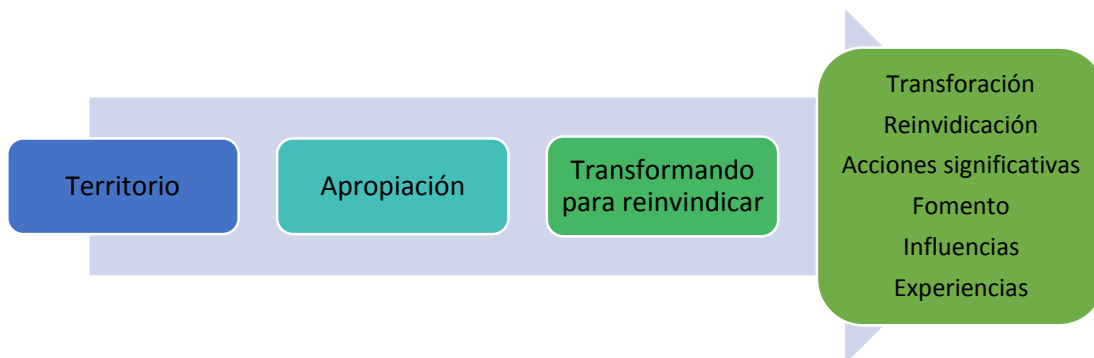 Territorio
Apropiación
Transformando
para reinvindicar
Transforación
Reinvidicación
Acciones significativas
Fomento
Influencias
Experiencias